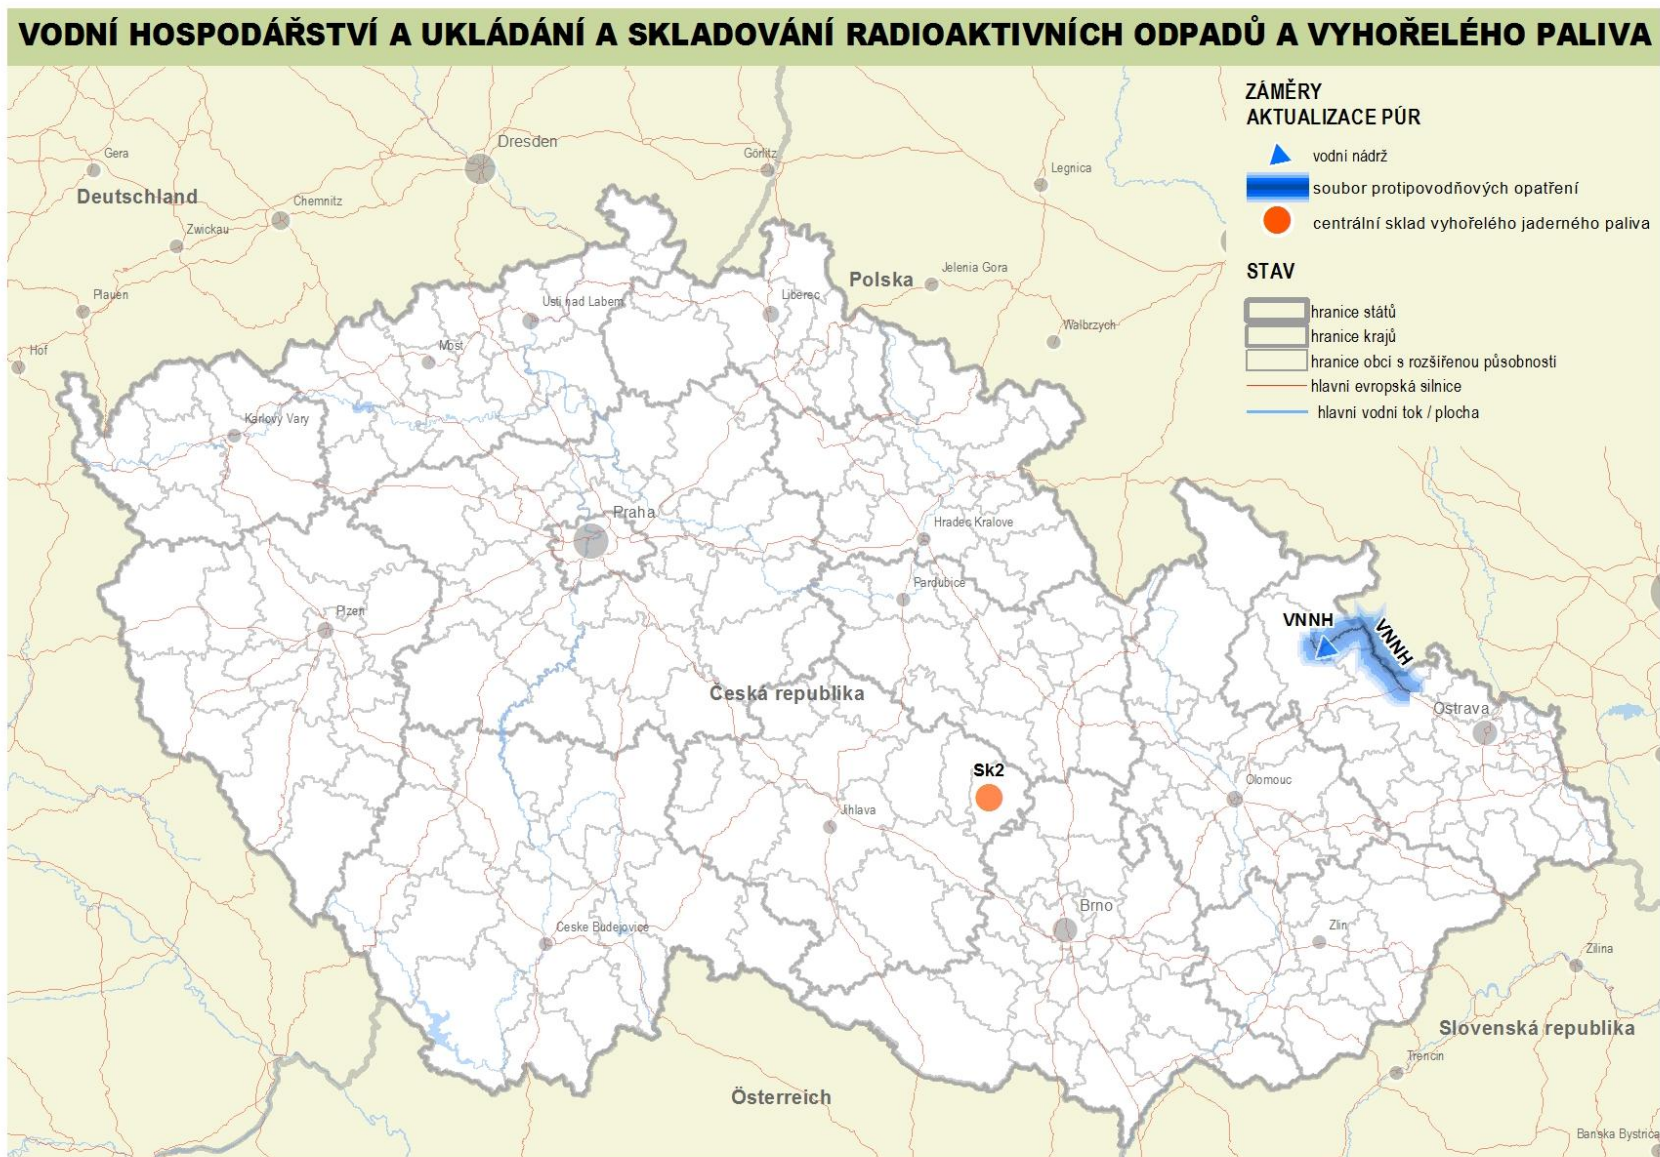 VODNÍ HOSPODÁŘSTVÍ A UKLÁDÁNÍ A SKLADOVÁNÍ RADIOAKTIVNÍCH ODPADŮ A VYHOŘELÉHO PALIVA
ZÁMĚRY
AKTUALIZACE PÚR
vodní nádrž
soubor protipovodňových opatření
centrální sklad vyhořelého jaderného paliva
STAV
hranice států
hranice krajů
hranice obcí s rozšířenou působností
hlavní evropská silnice
hlavní vodní tok / plocha
Dresden
Gera
Görlitz
Legnica
Deutschland
Chemnitz
Zwickau
Polska
Jelenia Gora
Plauen
Usti nad Labem
Liberec
Walbrzych
Hof
Most
Karlovy Vary
Praha
Hradec Kralove
Pardubice
Plzen
VNNH
VNNH
Česká republika
Ostrava
Sk2
Olomouc
Jihlava
Brno
Ceske Budejovice
Zlin
Zilina
Slovenská republika
Trencin
Österreich
Banska Bystrica